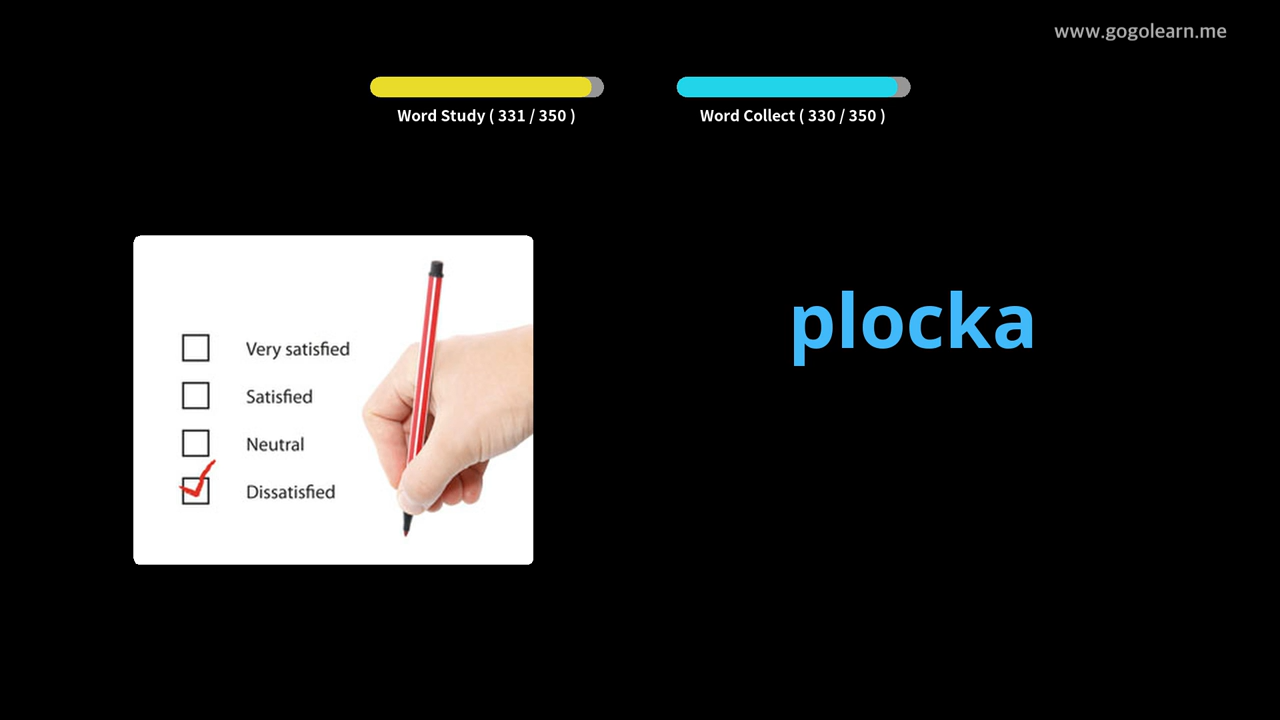 www.gogolearn.me
Word Study ( 331 / 350 )
Word Collect ( 330 / 350 )
plocka
Very satisfied
Satisfied
Neutral
Dissatisfied